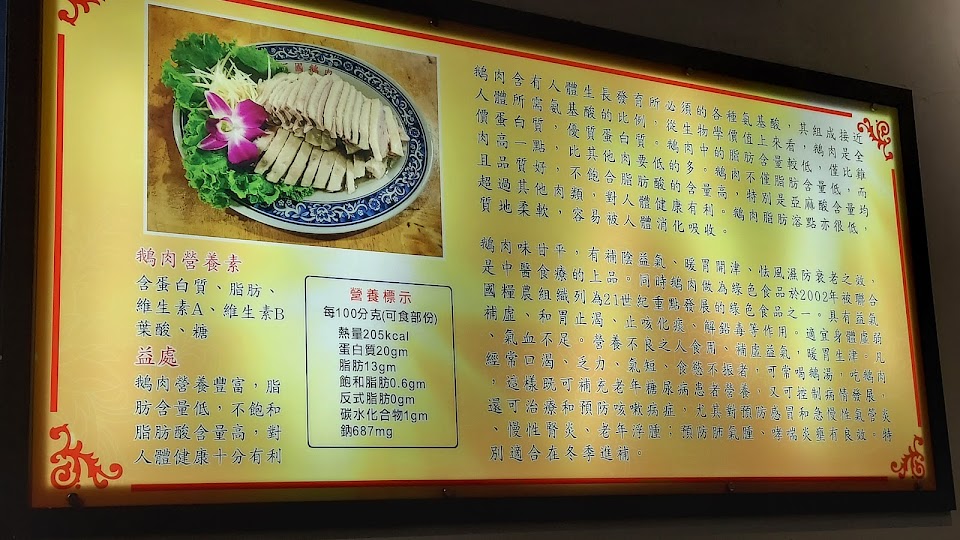 鵝肉營養素
含蛋白質、脂肪、
維生素A、維生素B
葉酸、糖
益處
鵝肉營養豐富，脂
肪含量低，不飽和
脂肪酸含量高，對
人體健康十分有利
營養標示
每100分克(可食部份)
熱量205kcal
蛋白質20gm
脂肪13gm
飽和脂肪0.6gm
反式脂肪0gm
碳水化合物1gm
鈉687mg
鵝肉含有人體生長發育所必須的各種氨基酸，其組成接近
人體所需氨基酸的比例，從生物學價值上來看，鵝肉是全
價蛋白質，優質蛋白質。鵝肉中的脂肪含量較低，僅比雞
肉高一點，比其他肉要低的多。鵝肉不僅脂肪含量低，而
且品質好，不飽合脂肪酸的含量高，特別是亞麻酸含量均
超過其他肉類，對人體健康有利。鵝肉脂肪溶點亦很低，
質地柔軟，容易被人體消化吸收。
鵝肉味甘平，有補陰益氣、暖胃開津、怯風濕防衰老之效，
是中醫食療的上品。同時鵝肉做為綠色食品於2002年被聯合
國糧農組織列為21世紀重點發展的綠色食品之一。具有益氣
補虛、和胃止渴、止咳化痰、解鉛毒等作用。適宜身體虛弱
、氣血不足。營養不良之人食用、補虛益氣，暖胃生津。凡
經常口渴、乏力、氣短、食慾不振者，可常喝鵝湯，吃鵝肉
，這樣既可補充老年糖尿病患者營養，又可控制病情發展，
還可治療和預防咳嗽病症，尤其對預防感冒和急慢性氣管炎
、慢性腎炎、老年浮腫；預防肺氣腫、哮喘炎癰有良效。特
別適合在冬季進補。